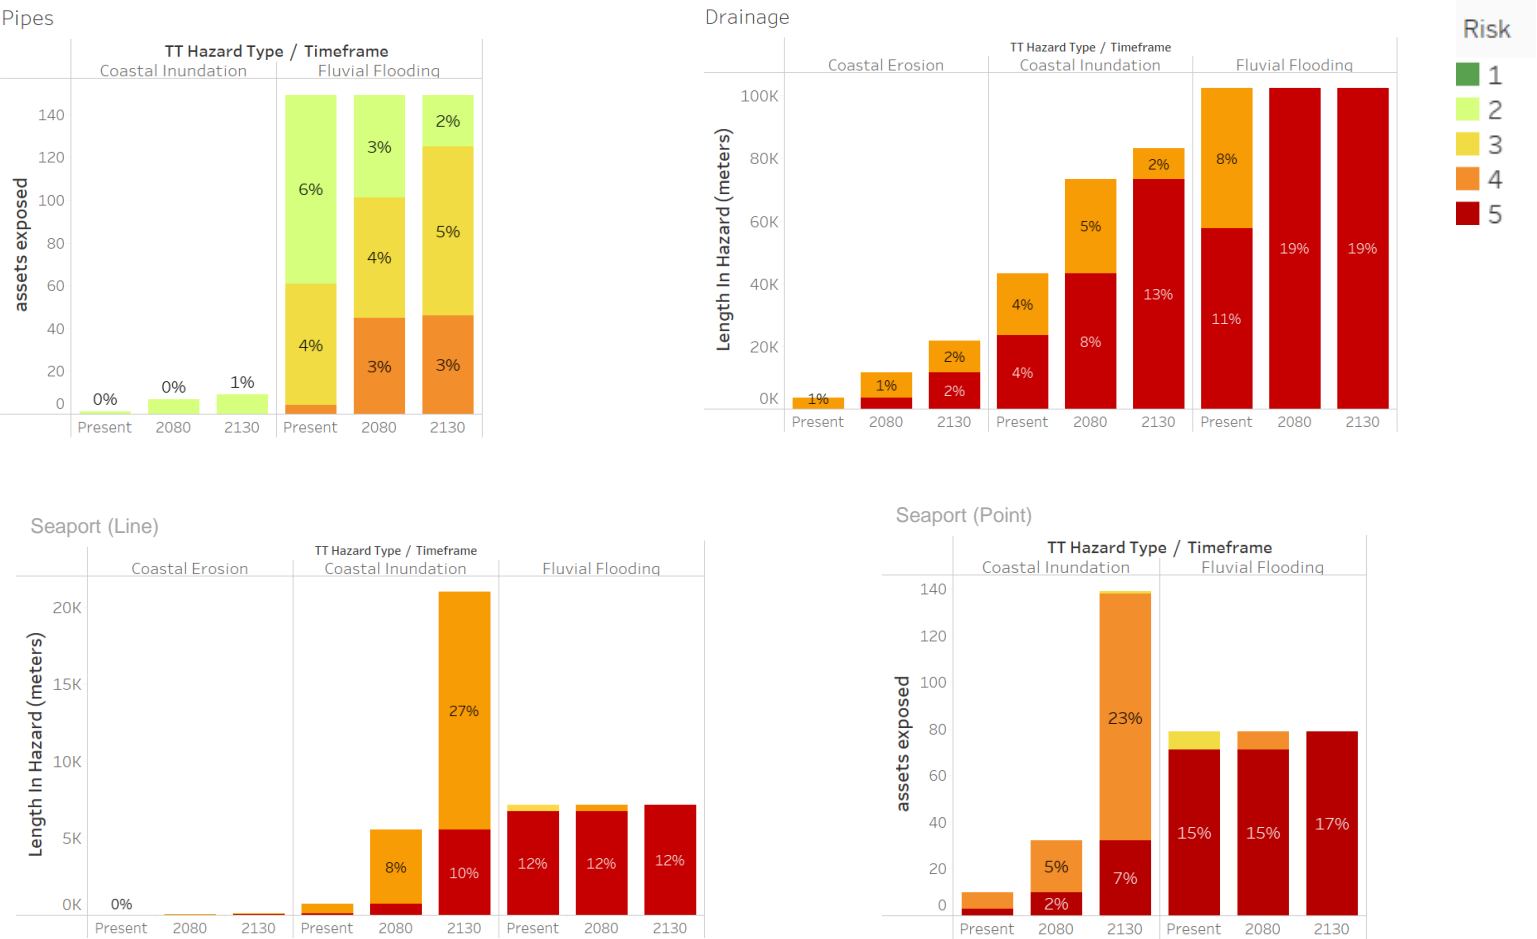 Pipes
TT Hazard Type / Timeframe
Coastal Inundation Fluvial Flooding
assets exposed
140
120
100
80
60
40
20
0
0%
0%
1%
6%
4%
3%
4%
3%
2%
5%
3%
Present 2080 2130 Present 2080 2130
Drainage
TT Hazard Type / Timeframe
Coastal Erosion Coastal Inundation Fluvial Flooding
Length In Hazard (meters)
100K
80K
60K
40K
20K
0K
1%
1%
2%
2%
4%
4%
5%
8%
2%
13%
8%
11%
19%
19%
Present 2080 2130 Present 2080 2130 Present 2080 2130
Risk
1
2
3
4
5
Seaport (Line)
TT Hazard Type / Timeframe
Coastal Erosion Coastal Inundation Fluvial Flooding
Length In Hazard (meters)
20K
15K
10K
5K
0K
0%
8%
27%
10%
12%
12%
12%
Present 2080 2130 Present 2080 2130 Present 2080 2130
Seaport (Point)
TT Hazard Type / Timeframe
Coastal Inundation Fluvial Flooding
assets exposed
140
120
100
80
60
40
20
0
5%
2%
23%
7%
15%
15%
17%
Present 2080 2130 Present 2080 2130